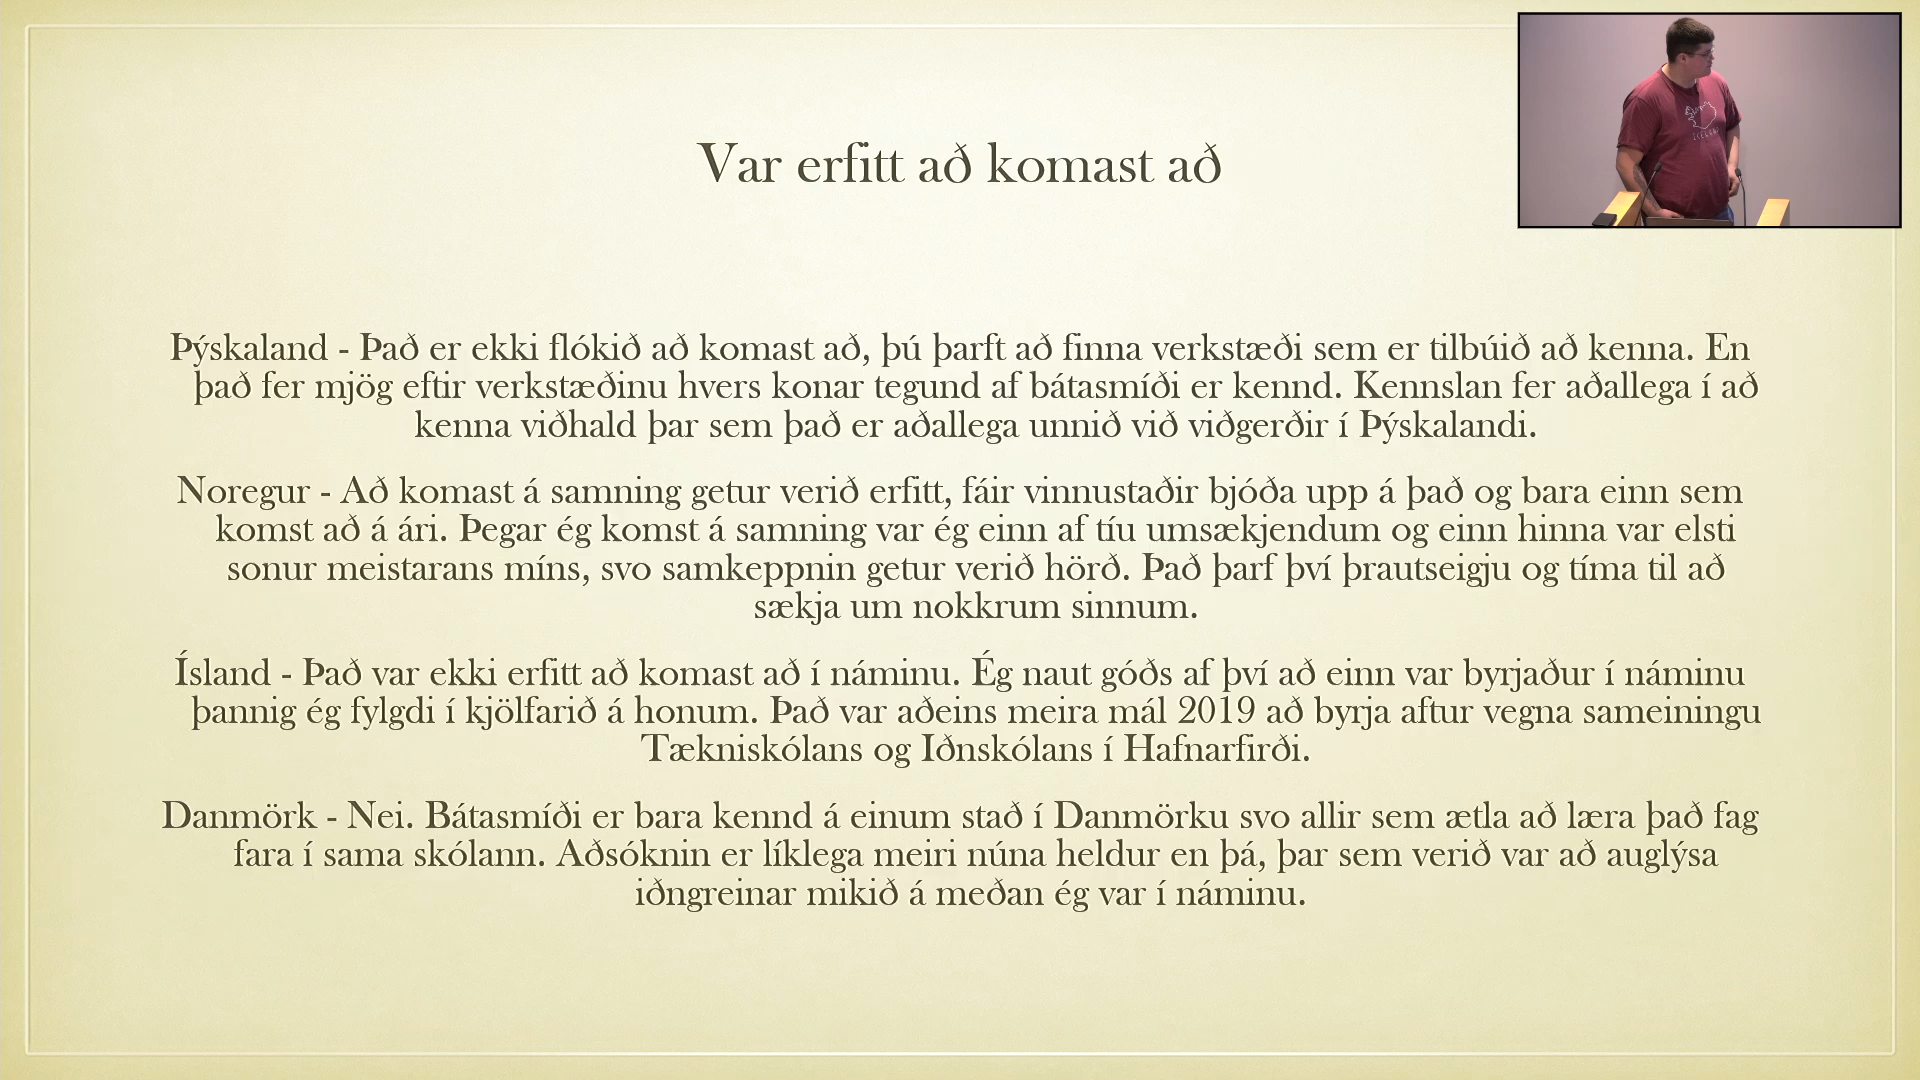 Var erfitt að komast að
Þýskaland - Það er ekki flókið að komast að, þú þarft að finna verkstæði sem er tilbúið að kenna. En
það fer mjög eftir verkstæðinu hvers konar tegund af bátasmíði er kennd. Kennslan fer aðallega í að
kenna viðhald þar sem það er aðallega unnið við viðgerðir í Þýskalandi.
Noregur - Að komast á samning getur verið erfitt, fáir vinnustaðir bjóða upp á það og bara einn sem
komst að á ári. Þegar ég komst á samning var ég einn af tíu umsækjendum og einn hinna var elsti
sonur meistarans míns, svo samkeppnin getur verið hörð. Það þarf því þrautseigju og tíma til að
sækja um nokkrum sinnum.
Ísland - Það var ekki erfitt að komast að í náminu. Ég naut góðs af því að einn var byrjaður í náminu
þannig ég fylgdi í kjölfarið á honum. Það var aðeins meira mál 2019 að byrja aftur vegna sameiningu
Tækniskólans og Iðnskólans í Hafnarfirði.
Danmörk - Nei. Bátasmíði er bara kennd á einum stað í Danmörku svo allir sem ætla að læra það fag
fara í sama skólann. Aðsóknin er líklega meiri núna heldur en þá, þar sem verið var að auglýsa
iðngreinar mikið á meðan ég var í náminu.
ICELAND